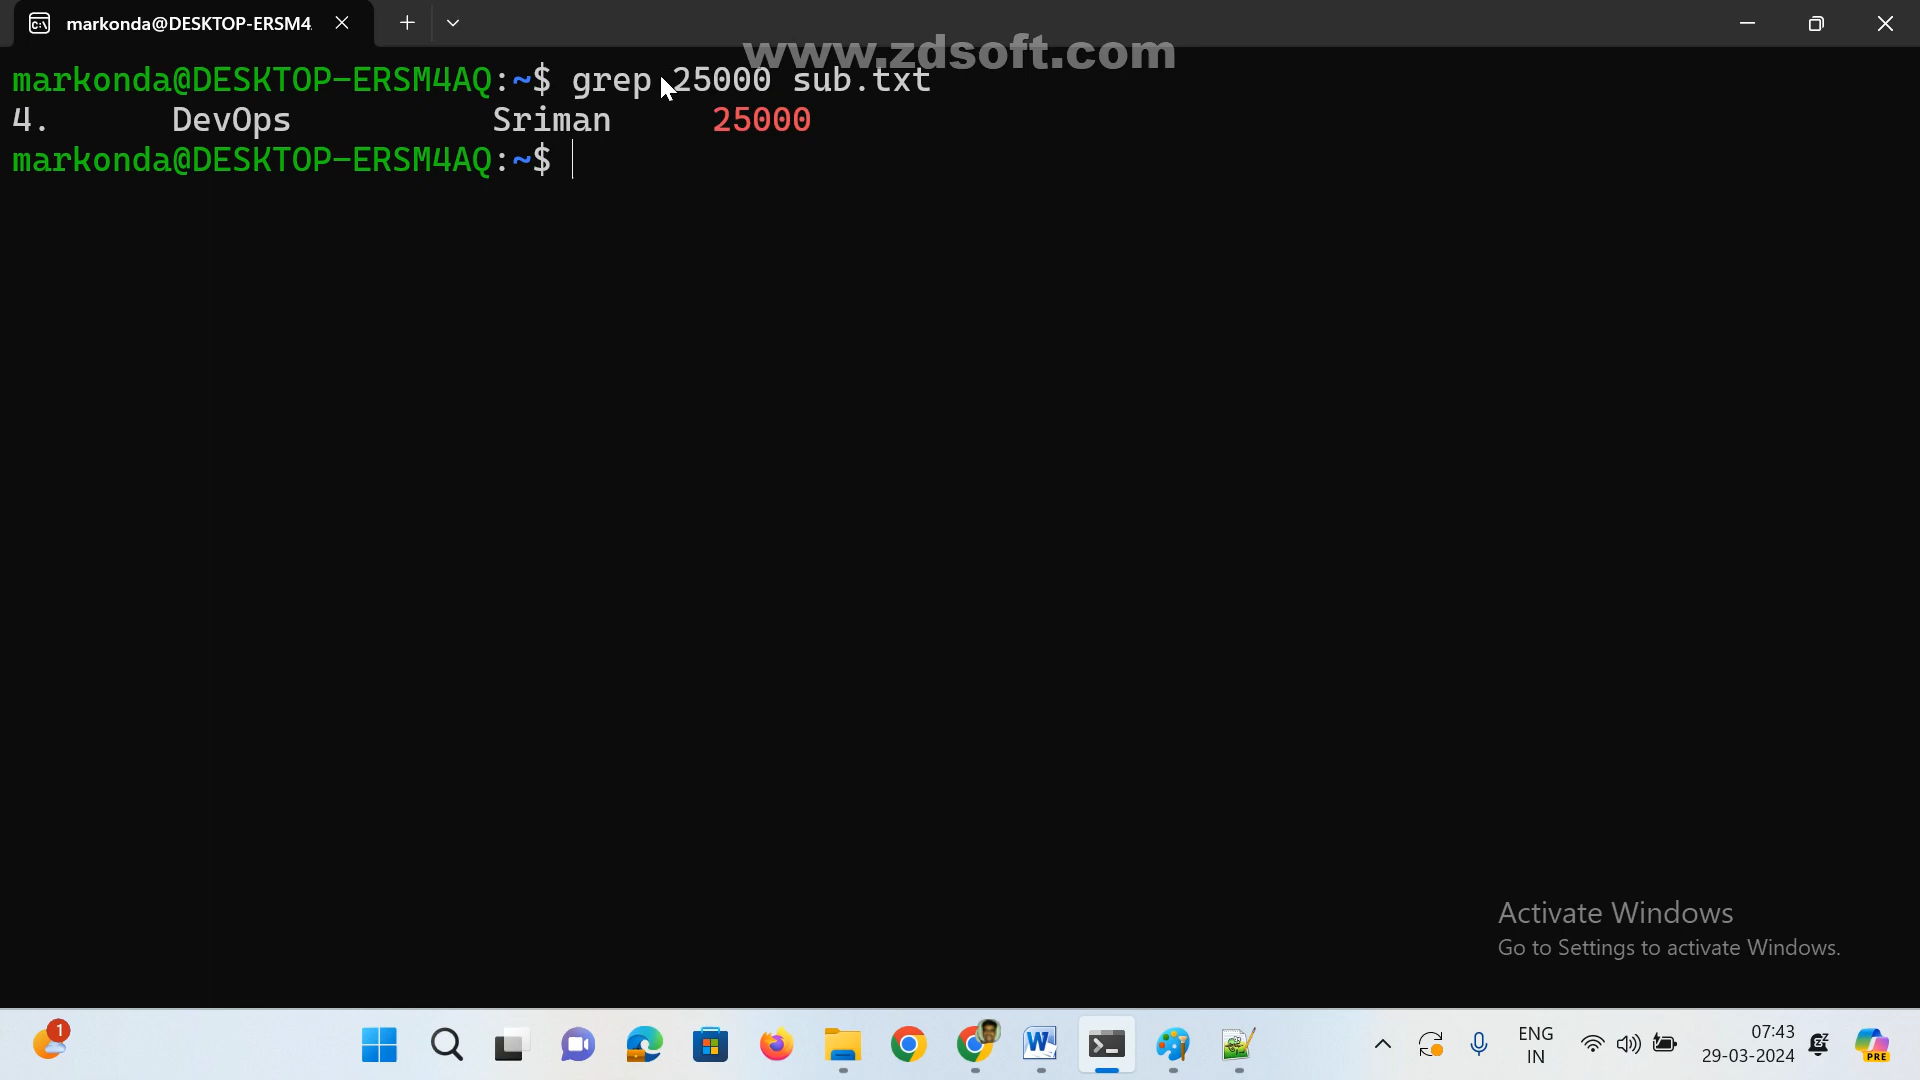 markonda@DESKTOP-ERSM4
www.zdsoft.com
markonda@DESKTOP-ERSM4AQ:~$ grep 25000 sub.txt
4. DevOps Sriman 25000
markonda@DESKTOP-ERSM4AQ:~$
Activate Windows
Go to Settings to activate Windows.
1
ENG
IN
07:43
29-03-2024
PRE